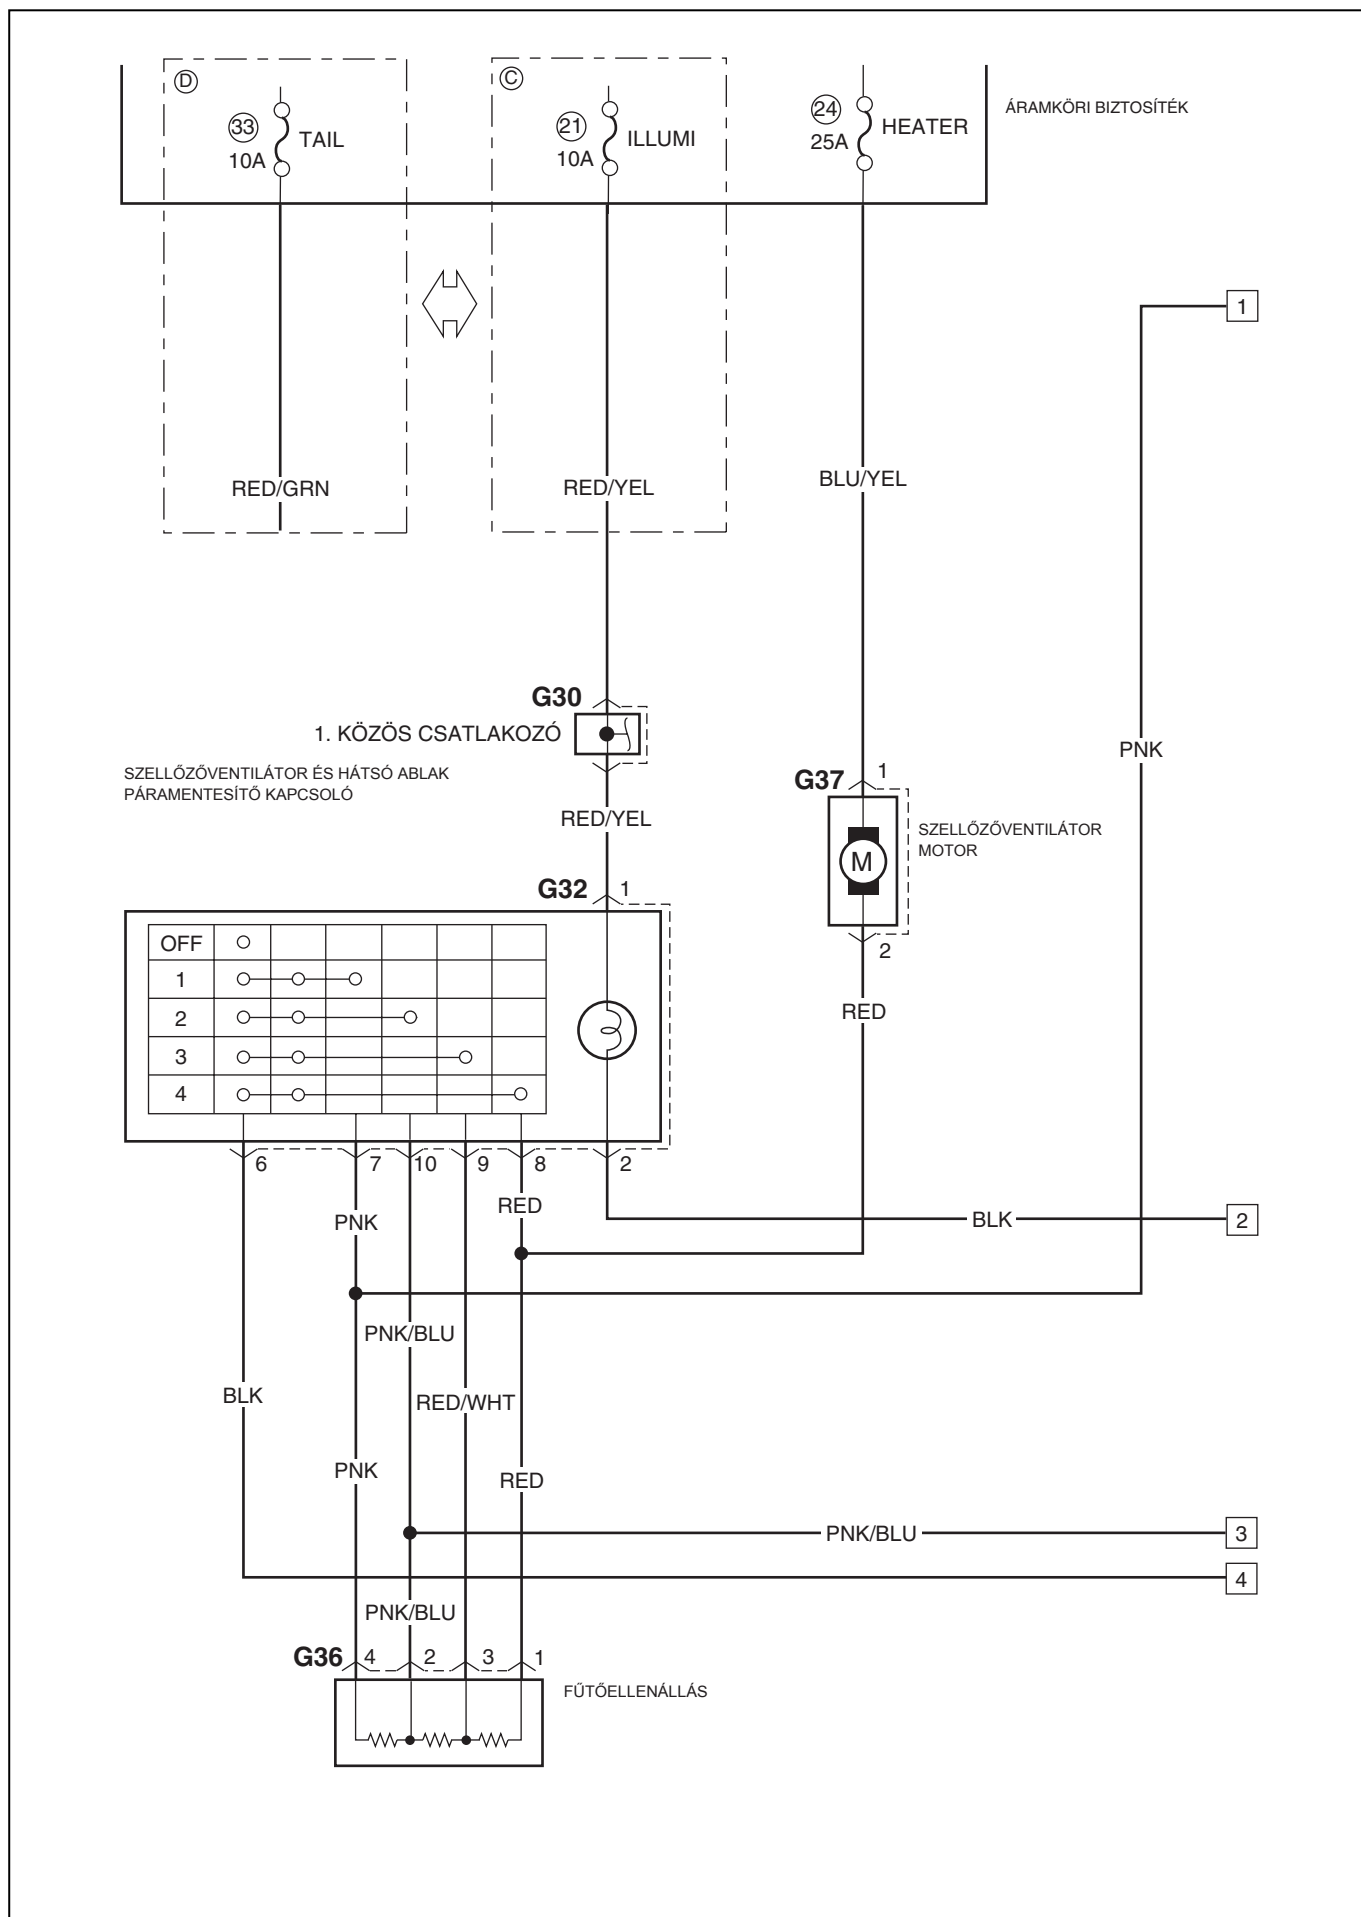 D
C
33
10A
TAIL
21
10A
ILLUMI
24
25A
HEATER
ÁRAMKÖRI BIZTOSÍTÉK
1
RED/GRN
RED/YEL
BLU/YEL
G30
1. KÖZÖS CSATLAKOZÓ
PNK
SZELLŐZŐVENTILÁTOR ÉS HÁTSÓ ABLAK
PÁRAMENTESÍTŐ KAPCSOLÓ
G37
1
RED/YEL
SZELLŐZŐVENTILÁTOR
MOTOR
M
G32
1
2
OFF
1
2
3
4
RED
6
7
10
9
8
2
RED
PNK
BLK
2
PNK/BLU
BLK
RED/WHT
PNK
RED
PNK/BLU
3
4
PNK/BLU
G36
4
2
3
1
FŰTŐELLENÁLLÁS